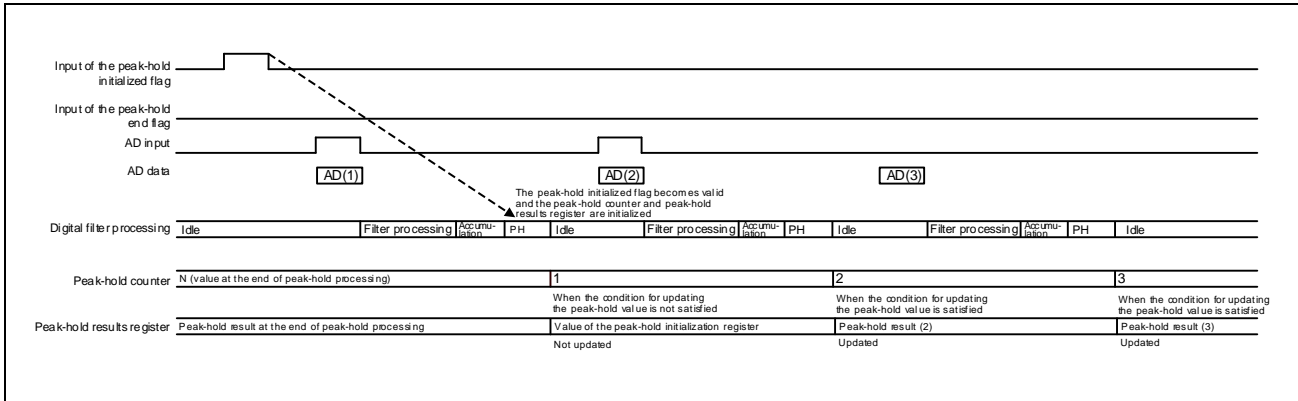 Input of the peak-hold
initialized flag
Input of the peak-hold
end flag
AD input
AD data
AD(1)
AD(2)
AD(3)
The peak-hold initialized flag becomes valid
and the peak-hold counter and peak-hold
results register are initialized
Digital filter processing
Idle
Filter processing
Accumu-
lation
PH
Idle
Filter processing
Accumu-
lation
PH
Idle
Filter processing
Accumu-
lation
PH
Idle
Peak-hold counter
N (value at the end of peak-hold processing)
1
2
3
When the condition for updating
the peak-hold value is not satisfied
When the condition for updating
the peak-hold value is satisfied
When the condition for updating
the peak-hold value is satisfied
Peak-hold results register
Peak-hold result at the end of peak-hold processing
Value of the peak-hold initialization register
Peak-hold result (2)
Peak-hold result (3)
Not updated
Updated
Updated